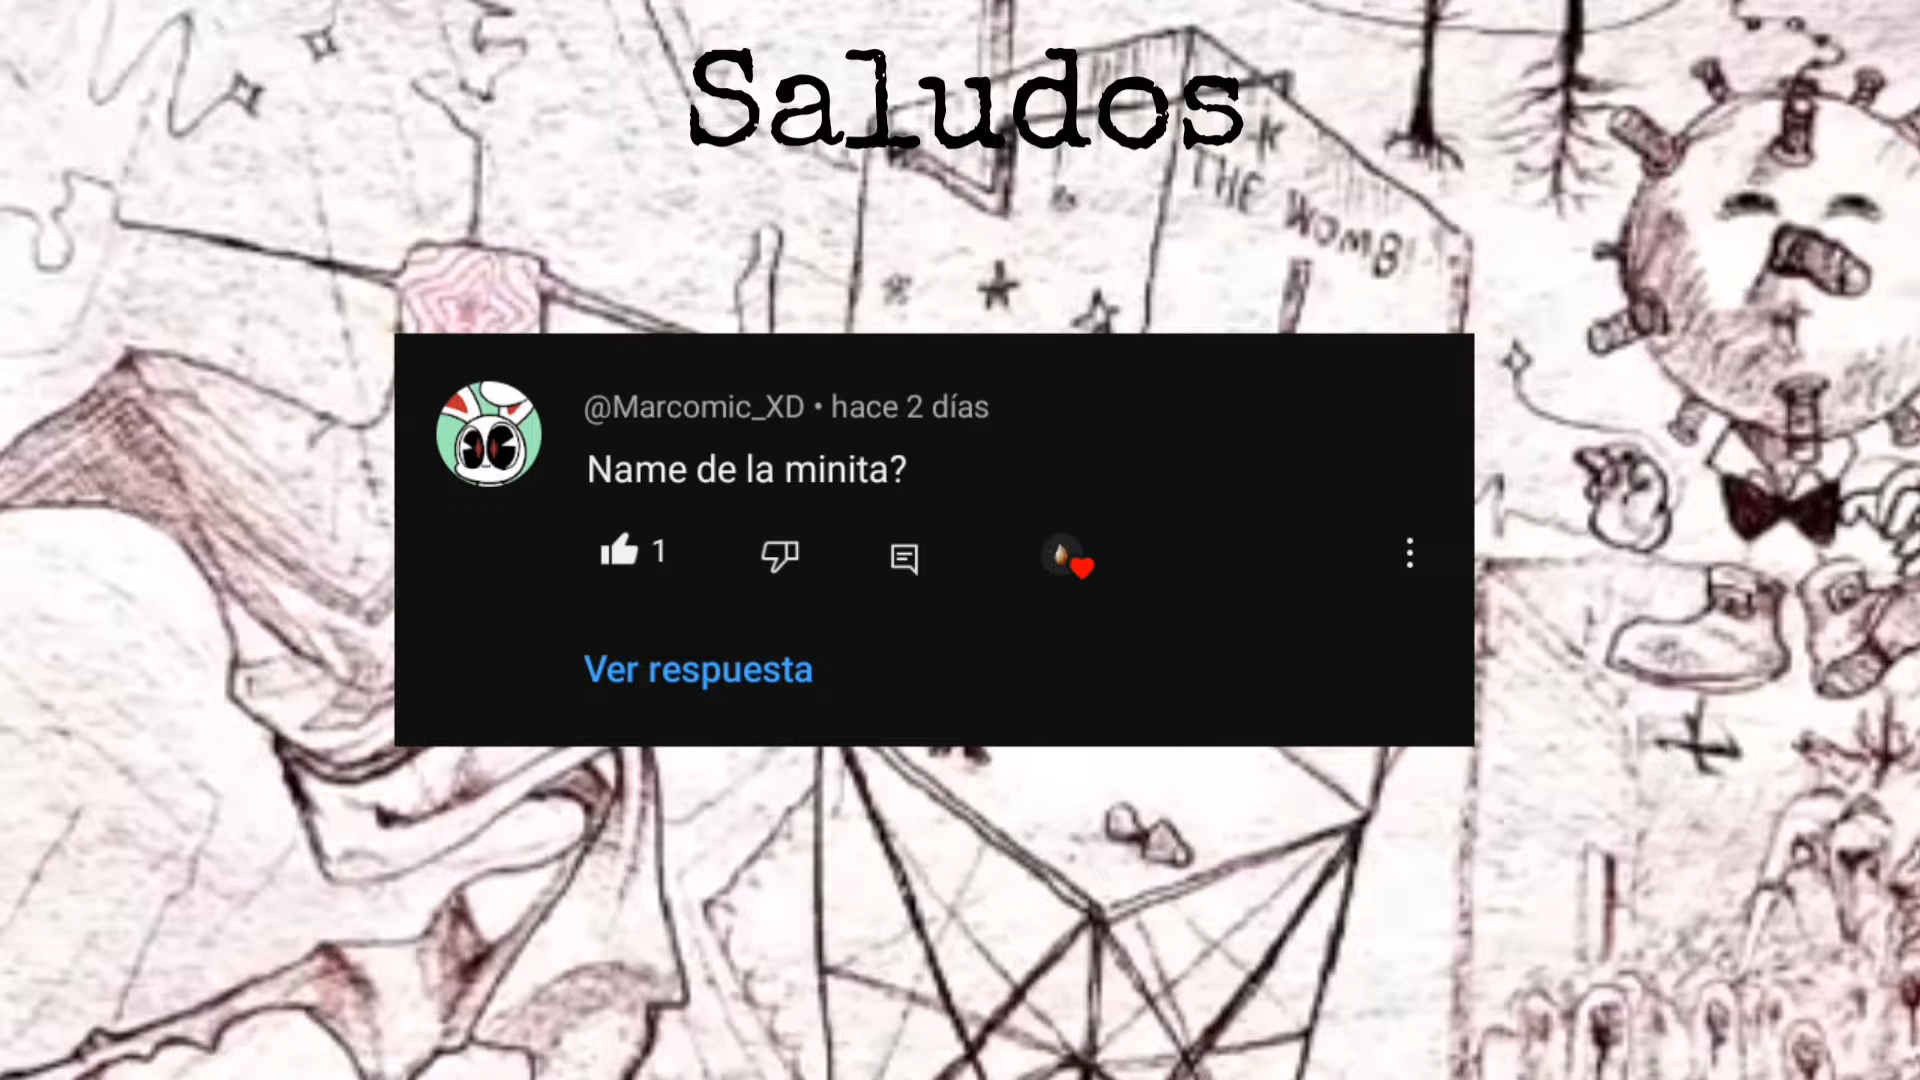 Saludos
THE WOMB!
@Marcomic_XD • hace 2 días
Name de la minita?
1
Ver respuesta